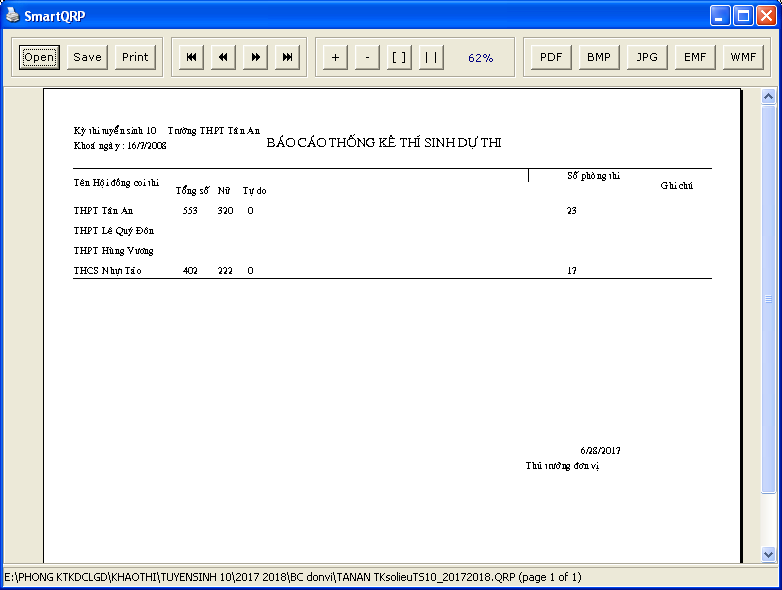 SmartQRP
Open Save Print + - [ ] | | 62% PDF BMP JPG EMF WMF
Kỳ thi tuyển sinh 10 Trường THPT Tân An
Khoá ngày : 16/7/2008
BÁO CÁO THỐNG KÊ THÍ SINH DỰ THI
Tên Hội đồng coi thi Số phòng thi Ghi chú
Tổng số Nữ Tự do
THPT Tân An 553 320 0 23
THPT Lê Quý Đôn
THPT Hùng Vương
THCS Nhựt Tảo 402 222 0 17
6/28/2017
Thủ trưởng đơn vị
E:\PHONG KTKDCLGD\KHAOTHI\TUYENSINH 10\2017 2018\BC donvi\TANAN TKsolieuTS10_20172018.QRP (page 1 of 1)